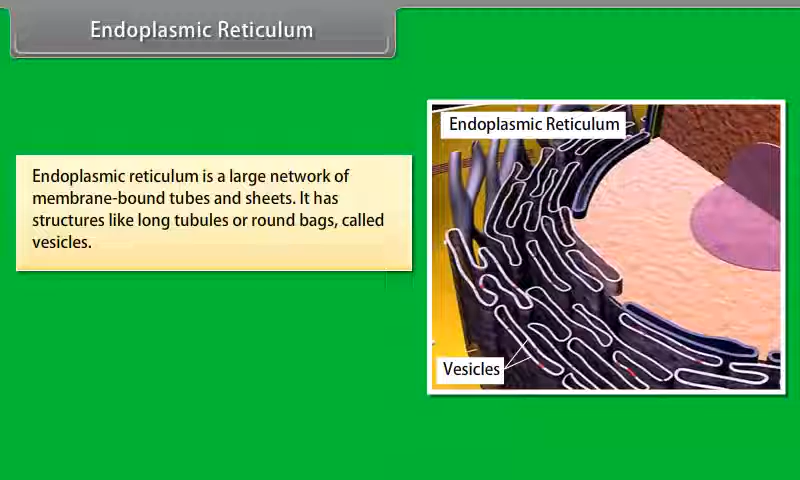 Endoplasmic Reticulum
Endoplasmic reticulum is a large network of
membrane-bound tubes and sheets. It has
structures like long tubules or round bags, called
vesicles.
Endoplasmic Reticulum
Vesicles